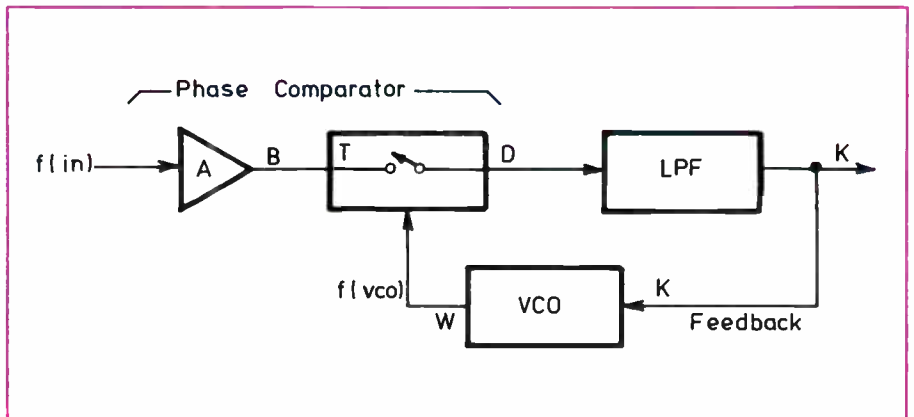 Phase Comparator
f(in)
A
B
T
D
LPF
K
f(vco)
W
VCO
K
Feedback